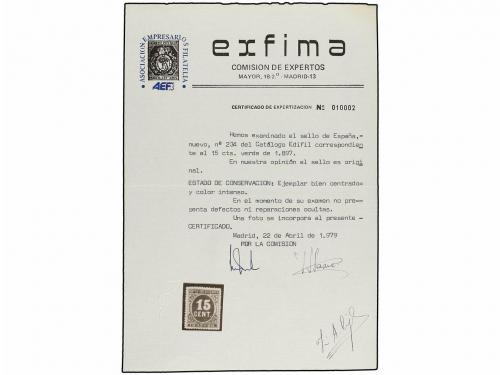 ASOCIACION EMPRESARIOS FILATELIA
AEF
exfima
COMISION DE EXPERTOS
MAYOR, 18-2.º - MADRID-13
CERTIFICADO DE EXPERTIZACION Nº 010002
Hemos examinado el sello de España,
nuevo, nº 234 del Catálogo Edifil correspondien
te al 15 cts. verde de 1.897.
En nuestra opinión el sello es origi
nal.
ESTADO DE CONSERVACION: Ejemplar bien centrado
y color intenso.
En el momento de su examen no pre
senta defectos ni reparaciones ocultas.
Una foto se incorpora al presente
CERTIFICADO.
Madrid, 22 de Abril de 1.979
POR LA COMISION
15
CENT.